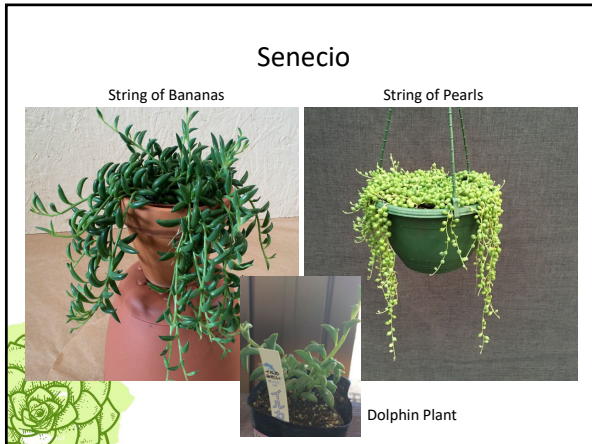 Senecio
String of Bananas
String of Pearls
Dolphin Plant